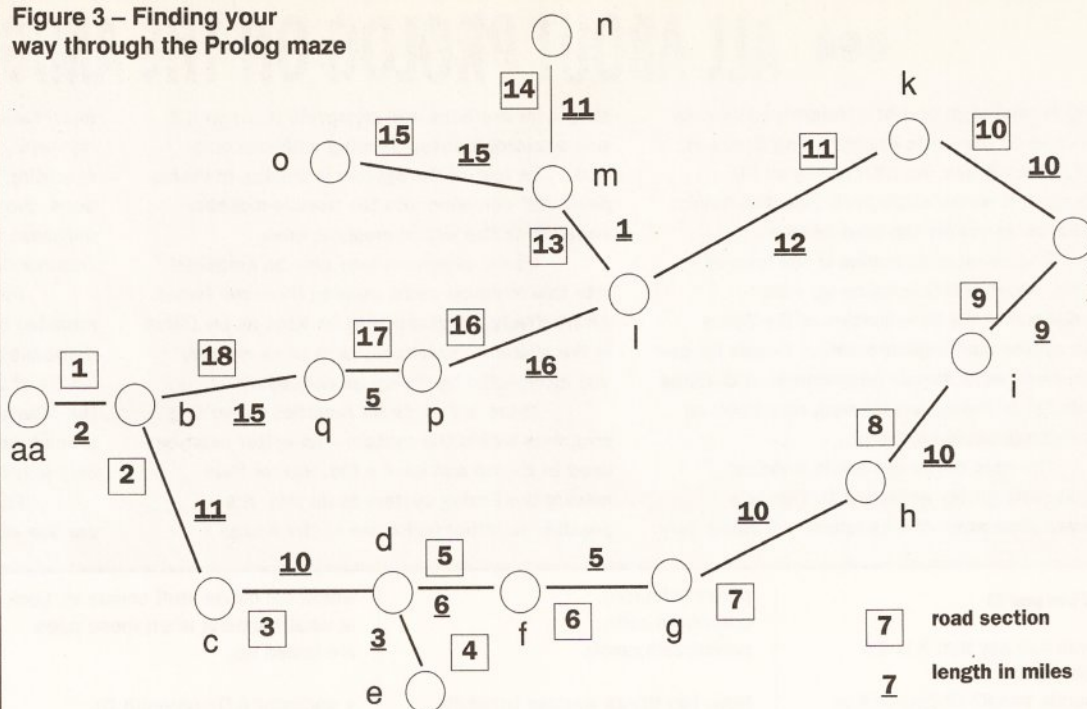 Figure 3 – Finding your
way through the Prolog maze
n
14
11
k
15
10
o
15
11
10
m
13
1
12
9
l
17
16
18
9
1
16
b
5
q
p
i
15
aa
2
8
2
10
11
10
h
d
10
5
5
6
7
c
3
3
f
6
g
4
e
7
road section
7
length in miles